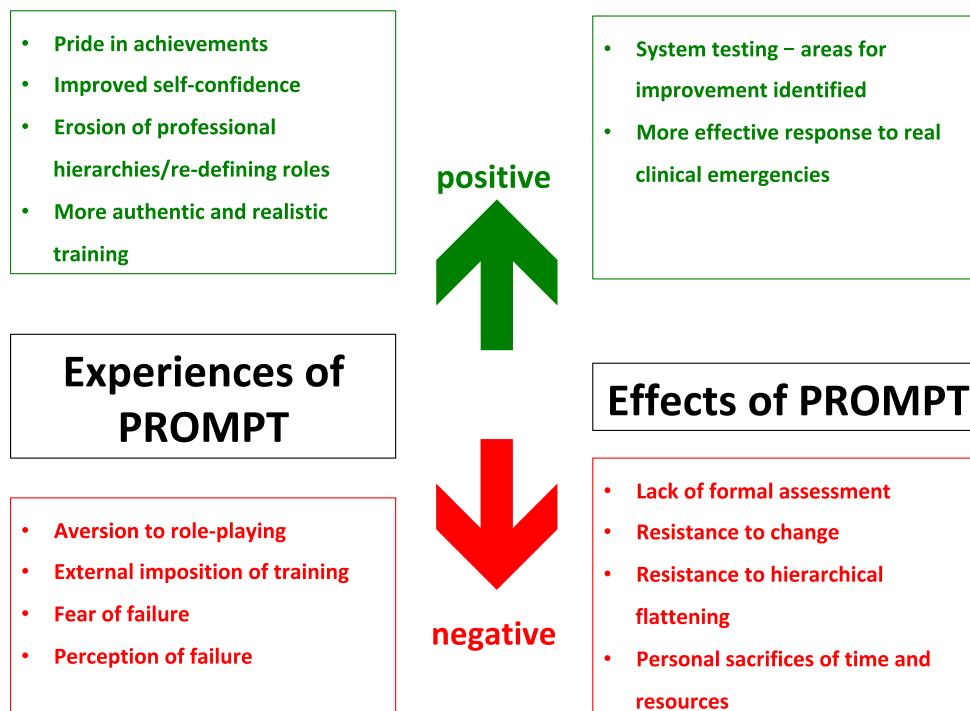 • Pride in achievements
• Improved self-confidence
• Erosion of professional
hierarchies/re-defining roles
• More authentic and realistic
training
positive
• System testing – areas for
improvement identified
• More effective response to real
clinical emergencies
Experiences of
PROMPT
Effects of PROMPT
• Aversion to role-playing
• External imposition of training
• Fear of failure
• Perception of failure
negative
• Lack of formal assessment
• Resistance to change
• Resistance to hierarchical
flattening
• Personal sacrifices of time and
resources